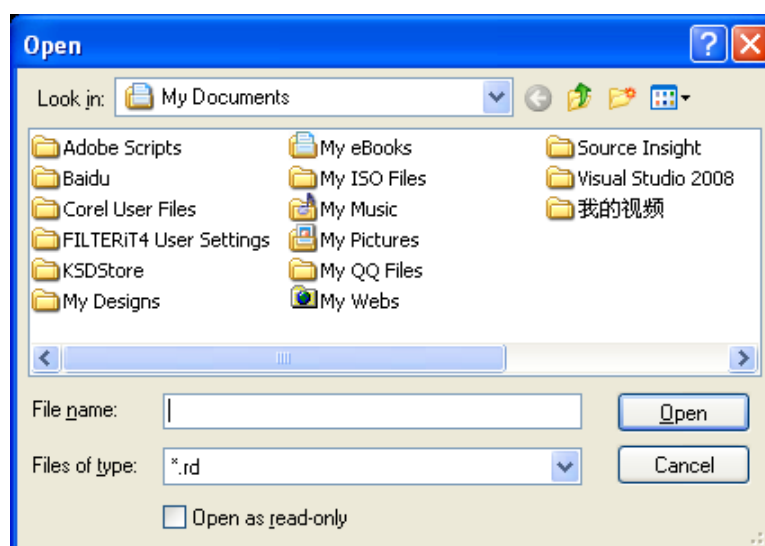 Open
Look in: My Documents
Adobe Scripts My eBooks Source Insight
Baidu My ISO Files Visual Studio 2008
Corel User Files My Music 我的视频
FILTERiT4 User Settings My Pictures
KSDStore My QQ Files
My Designs My Webs
File name: Open
Files of type: *.rd Cancel
Open as read-only